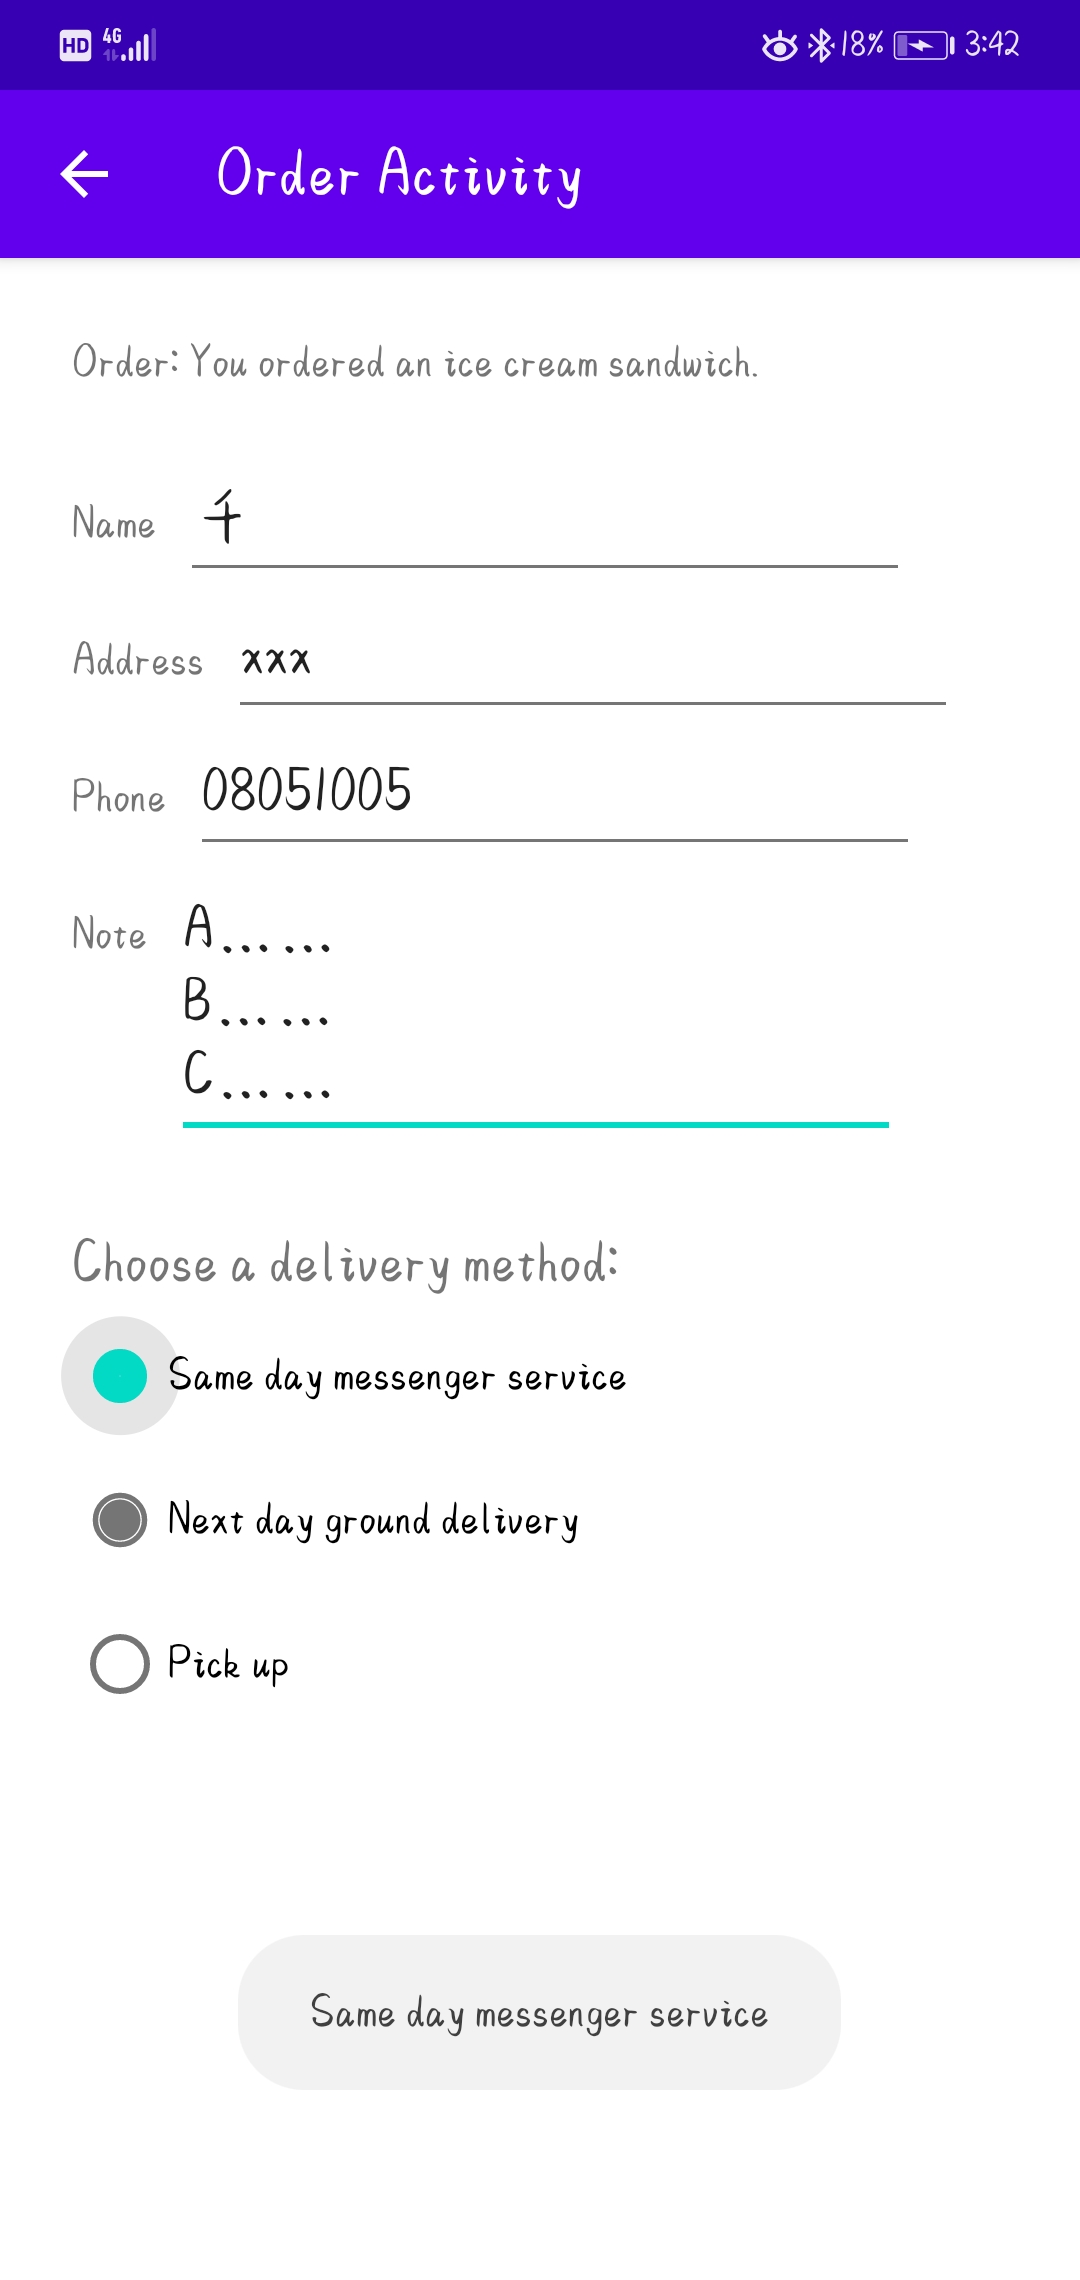 HD 4G 18% 3:42
Order Activity
Order: You ordered an ice cream sandwich.
Name 千
Address xxx
Phone 08051005
Note A……
B……
C……
Choose a delivery method:
Same day messenger service
Next day ground delivery
Pick up
Same day messenger service